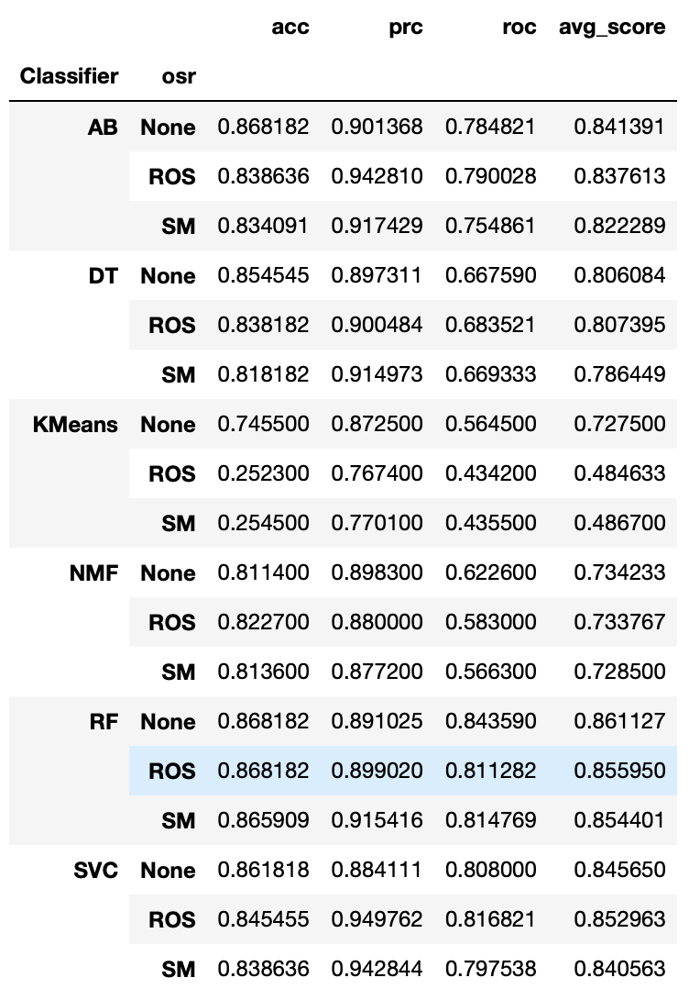 acc prc roc avg_score
Classifier osr
AB None 0.868182 0.901368 0.784821 0.841391
ROS 0.838636 0.942810 0.790028 0.837613
SM 0.834091 0.917429 0.754861 0.822289
DT None 0.854545 0.897311 0.667590 0.806084
ROS 0.838182 0.900484 0.683521 0.807395
SM 0.818182 0.914973 0.669333 0.786449
KMeans None 0.745500 0.872500 0.564500 0.727500
ROS 0.252300 0.767400 0.434200 0.484633
SM 0.254500 0.770100 0.435500 0.486700
NMF None 0.811400 0.898300 0.622600 0.734233
ROS 0.822700 0.880000 0.583000 0.733767
SM 0.813600 0.877200 0.566300 0.728500
RF None 0.868182 0.891025 0.843590 0.861127
ROS 0.868182 0.899020 0.811282 0.855950
SM 0.865909 0.915416 0.814769 0.854401
SVC None 0.861818 0.884111 0.808000 0.845650
ROS 0.845455 0.949762 0.816821 0.852963
SM 0.838636 0.942844 0.797538 0.840563